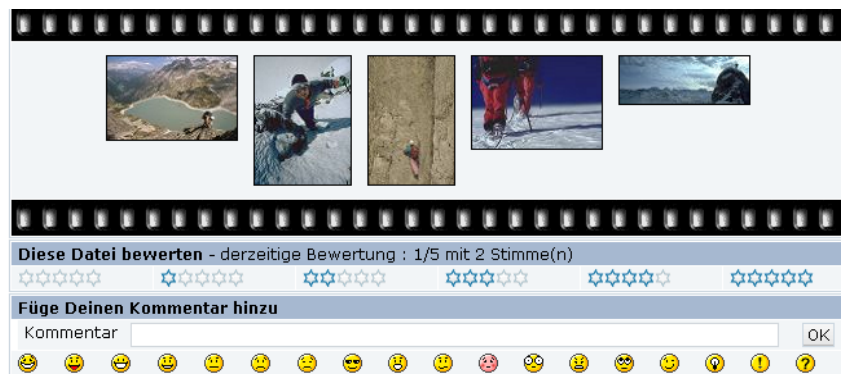 Diese Datei bewerten - derzeitige Bewertung : 1/5 mit 2 Stimme(n)
Füge Deinen Kommentar hinzu
Kommentar OK